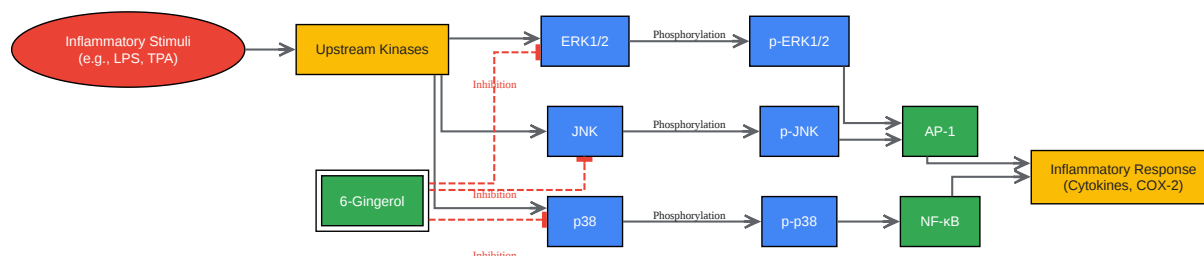 Inflammatory Stimuli
(e.g., LPS, TPA)
Upstream Kinases
ERK1/2
Phosphorylation
p-ERK1/2
Inhibition
JNK
Phosphorylation
p-JNK
AP-1
Inflammatory Response
(Cytokines, COX-2)
6-Gingerol
Inhibition
p38
Phosphorylation
p-p38
NF-κB
Inhibition